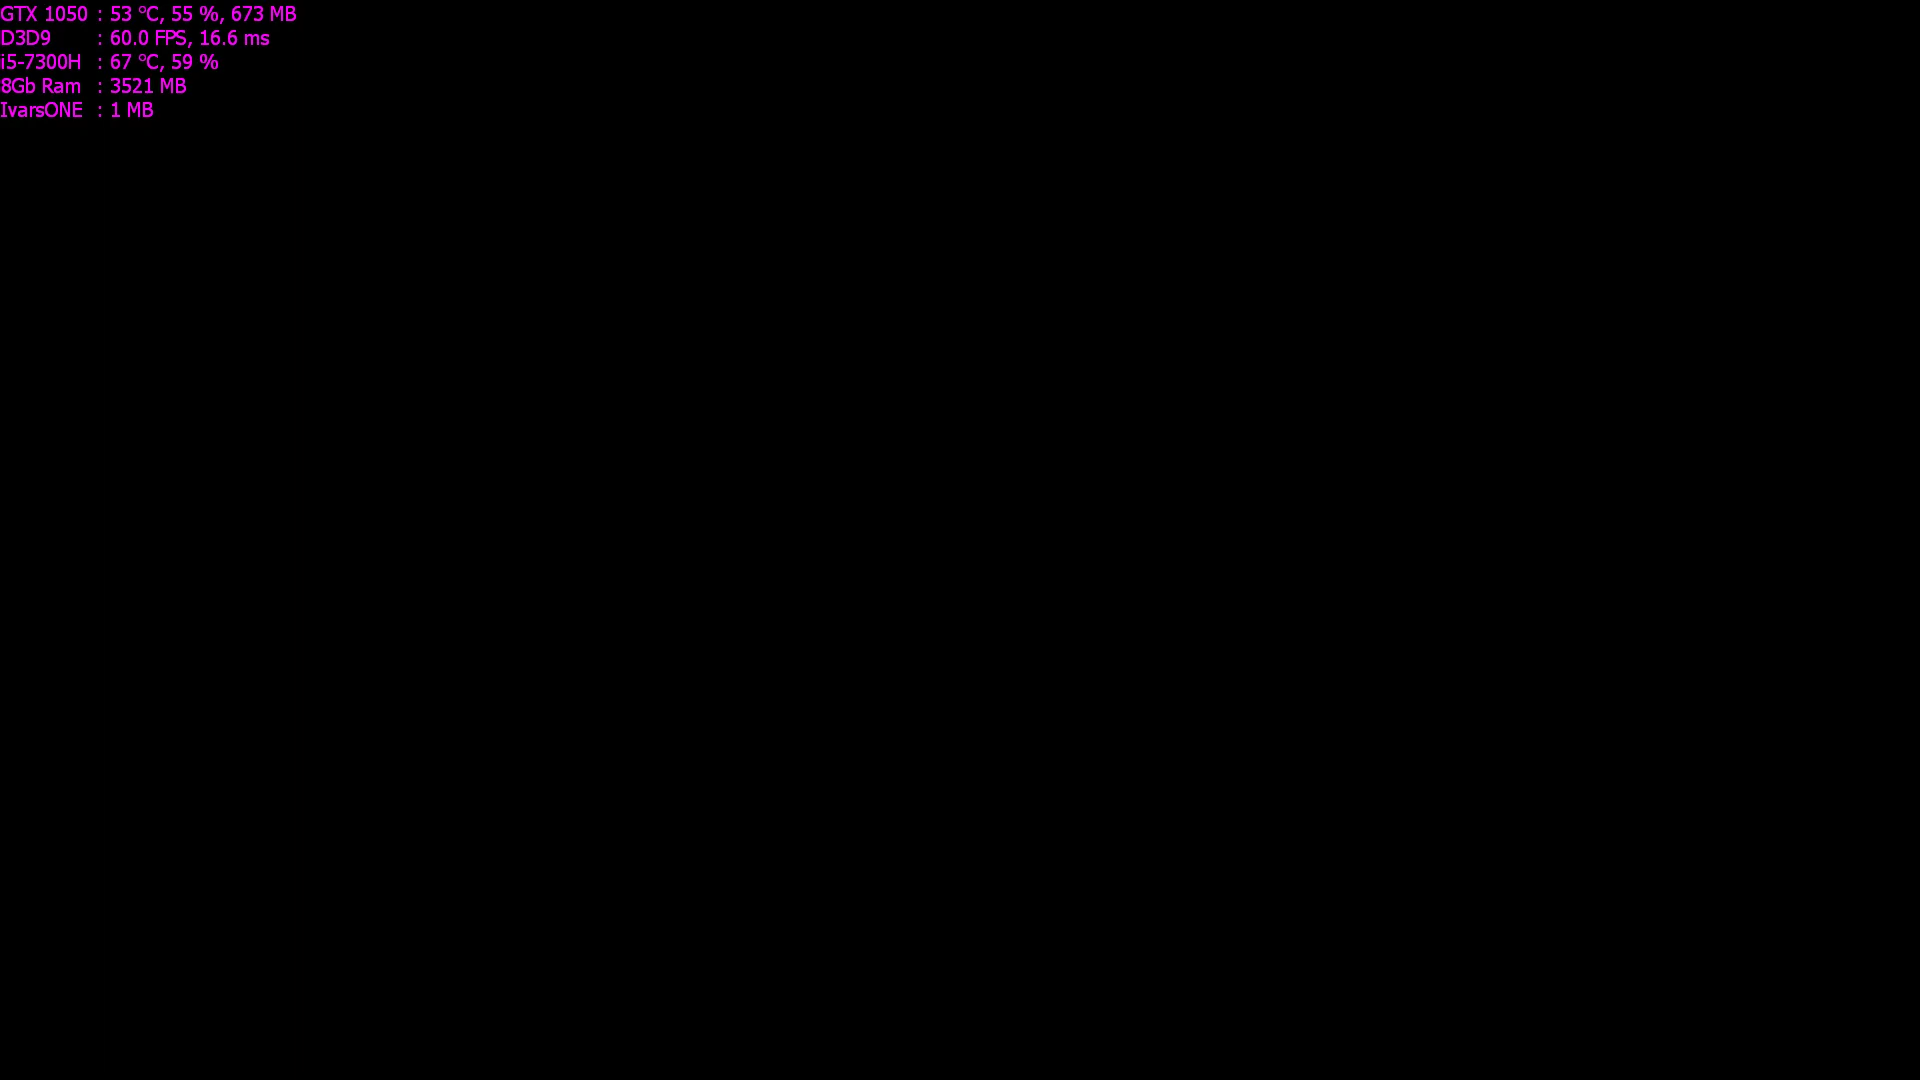 GTX 1050 : 53 °C, 55 %, 673 MB
D3D9 : 60.0 FPS, 16.6 ms
i5-7300H : 67 °C, 59 %
8Gb Ram : 3521 MB
IvarsONE : 1 MB